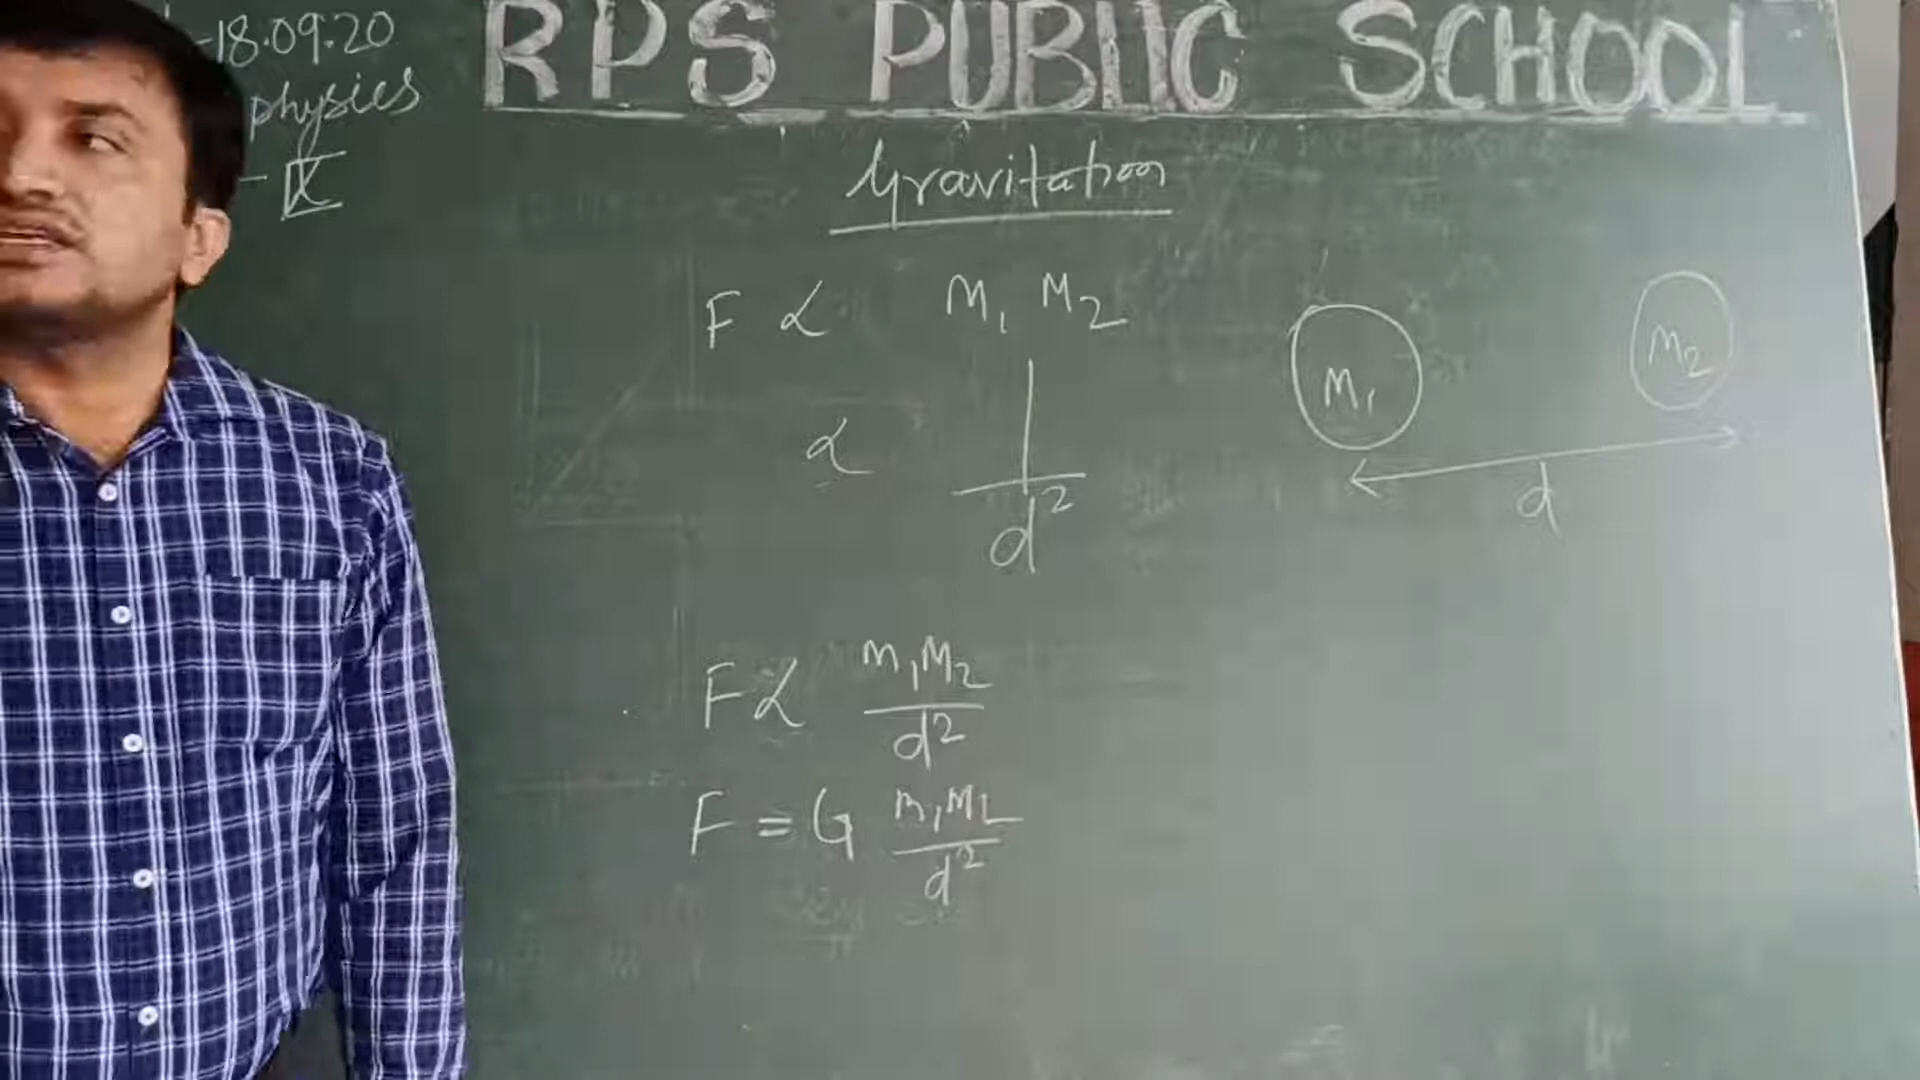 RPS PUBLIC SCHOOL
-18.09.20
physics
- IX
Gravitation
F ∝ M₁ M₂
∝ 1/d²
F ∝ M₁M₂/d²
F = G M₁M₂/d²
M₁
M₂
d